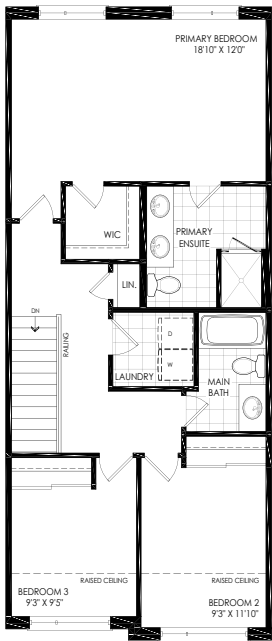 PRIMARY BEDROOM
18'10" X 12'0"
WIC
PRIMARY
ENSUITE
LIN.
DN
RAILING
D
W
LAUNDRY
MAIN
BATH
RAISED CEILING
RAISED CEILING
BEDROOM 3
9'3" X 9'5"
BEDROOM 2
9'3" X 11'10"